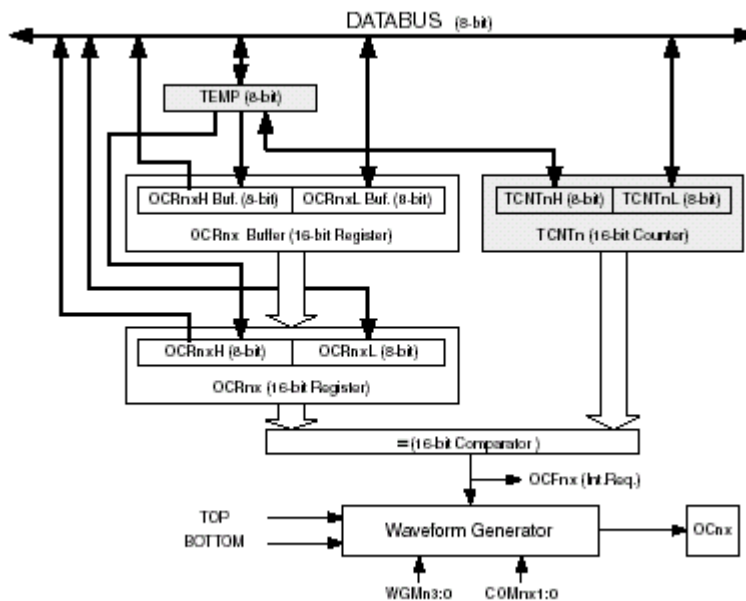 DATABUS (8-bit)
TEMP (8-bit)
OCRnxH Buf. (8-bit) OCRnxL Buf. (8-bit)
OCRnx Buffer (16-bit Register)
TCNTnH (8-bit) TCNTnL (8-bit)
TCNTn (16-bit Counter)
OCRnxH (8-bit) OCRnxL (8-bit)
OCRnx (16-bit Register)
= (16-bit Comparator )
OCFnx (Int.Req.)
TOP
BOTTOM
Waveform Generator
OCnx
WGMn3:0 COMnx1:0